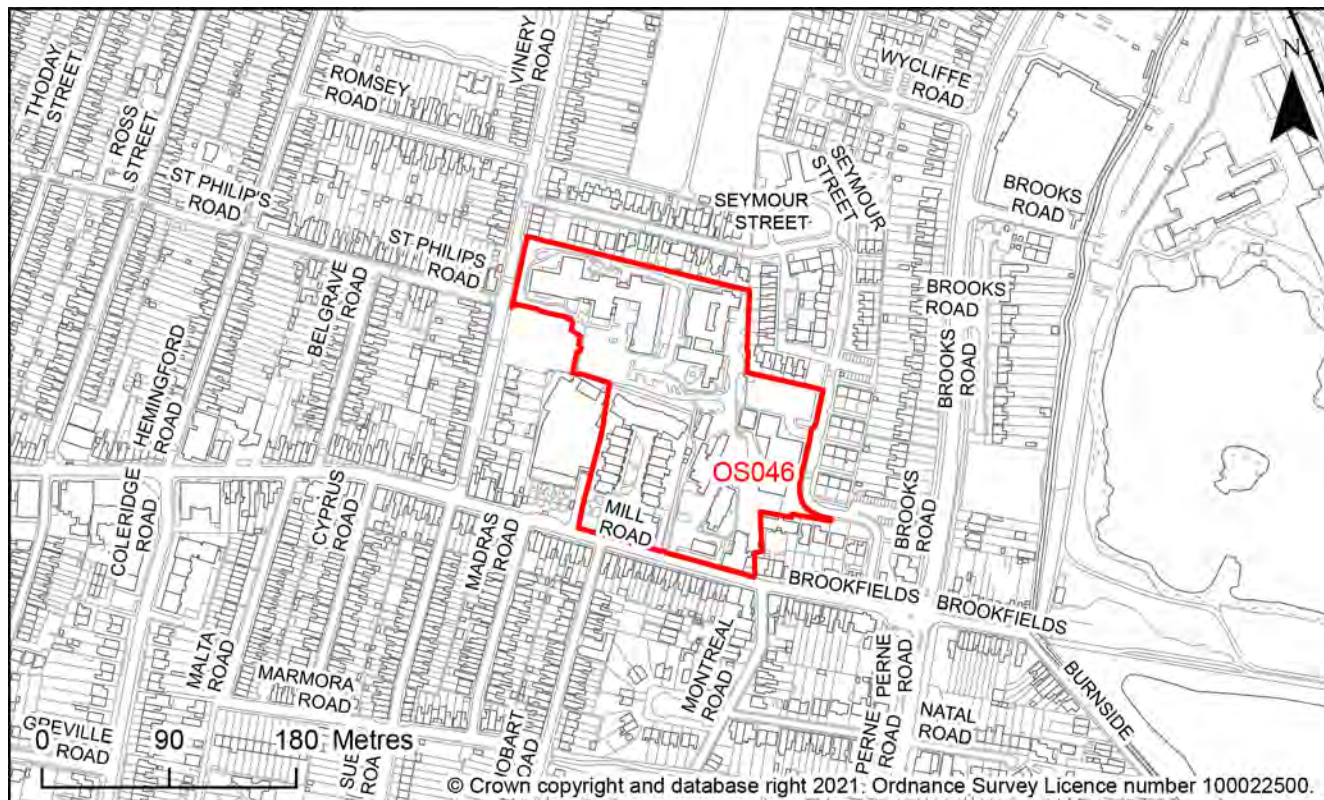 THODAY
STREET
ROSS
STREET
ROMSEY
ROAD
VINERY
ROAD
WYCLIFFE
ROAD
N
ST PHILIP'S
ROAD
ST PHILIPS
ROAD
SEYMOUR
STREET
SEYMOUR
STREET
BROOKS
ROAD
BELGRAVE
ROAD
HEMINGFORD
ROAD
BROOKS
ROAD
BROOKS
ROAD
OS046
COLERIDGE
ROAD
CYPRUS
ROAD
MADRAS
ROAD
MILL
ROAD
BROOKS
ROAD
BROOKFIELDS
BROOKFIELDS
MALTA
ROAD
MARMORA
ROAD
MONTREAL
ROAD
PERNE
ROAD
PERNE
ROAD
NATAL
ROAD
BURNSIDE
GREVILLE
ROAD
HOBART
ROAD
0 90 180 Metres
© Crown copyright and database right 2021. Ordnance Survey Licence number 100022500.